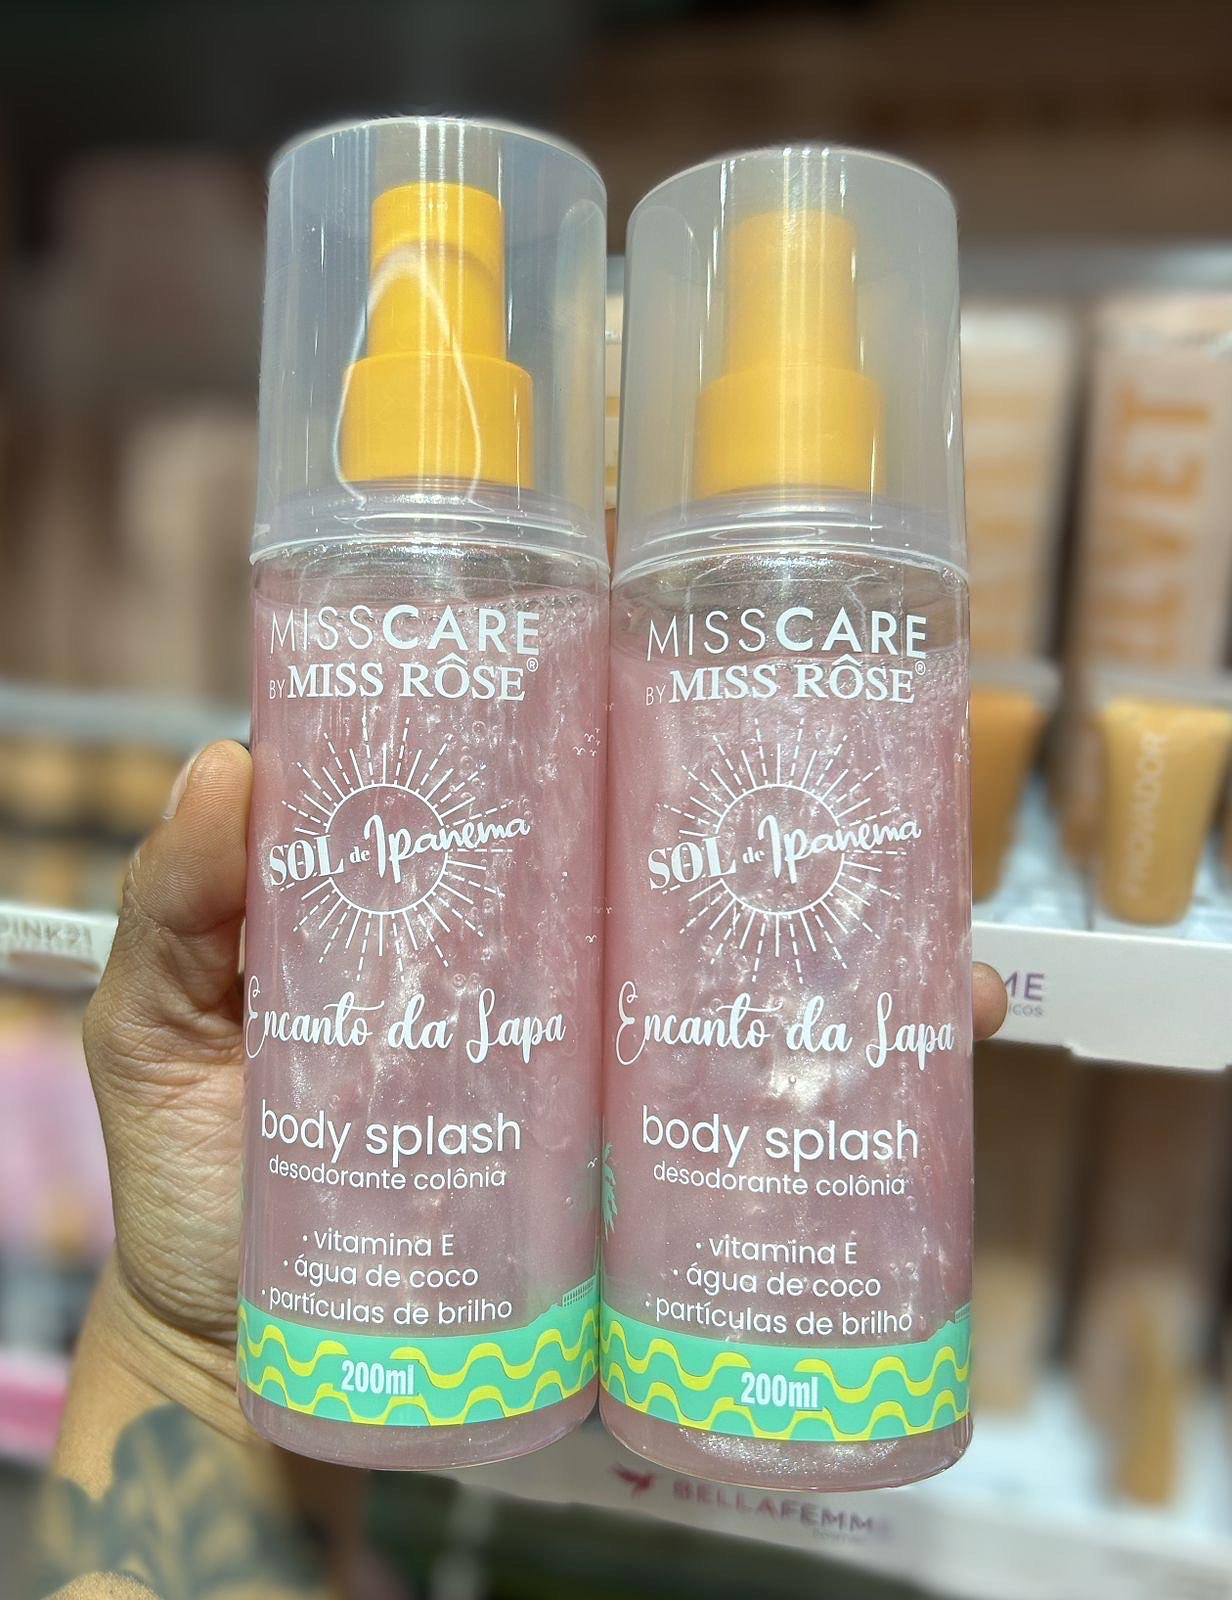 MISSCARE
BY MISS RÔSE®
SOL de Ipanema
Encanto da Lapa
body splash
desodorante colônia
• vitamina E
• água de coco
• partículas de brilho
200ml
MISSCARE
BY MISS RÔSE®
SOL de Ipanema
Encanto da Lapa
body splash
desodorante colônia
• vitamina E
• água de coco
• partículas de brilho
200ml
PINK21
PROVADOR
BELLAFEMME